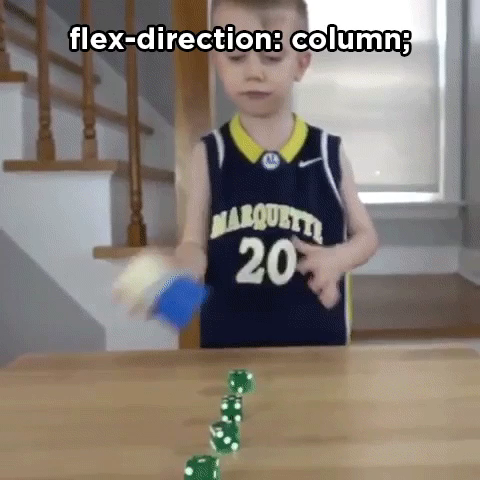 flex-direction: column;
MARQUETTE
20